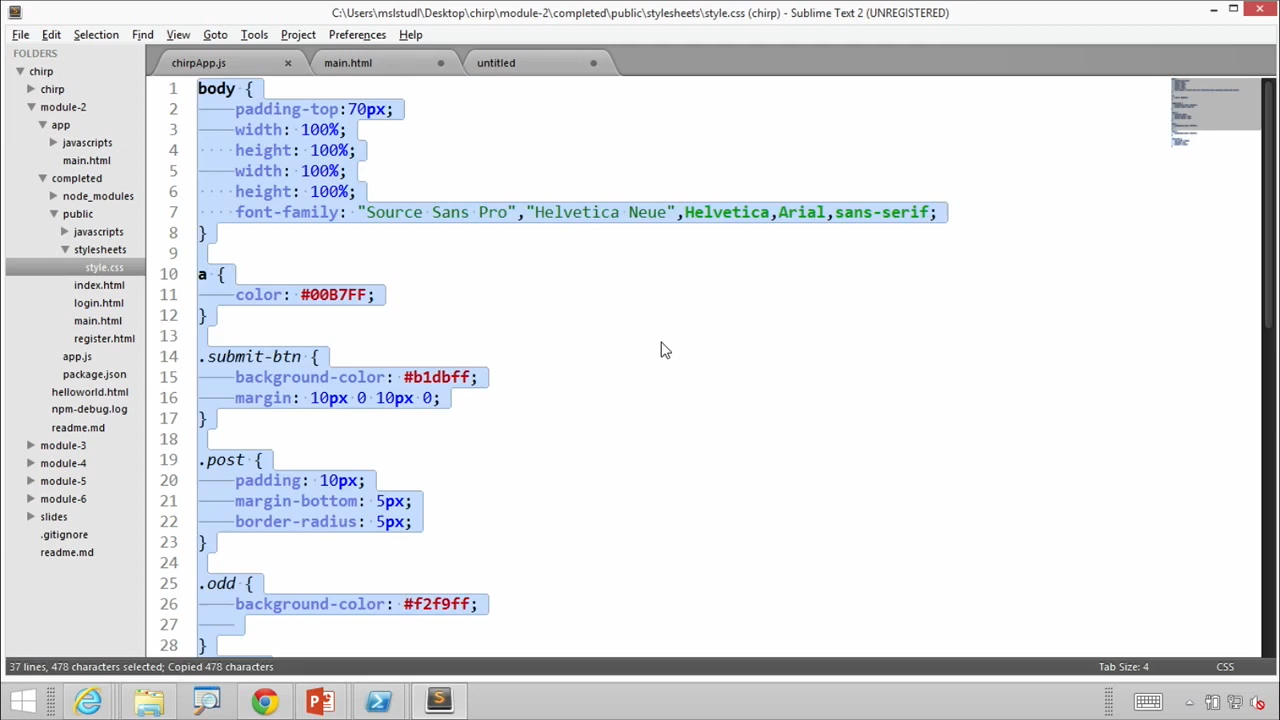 C:\Users\mslstudl\Desktop\chirp\module-2\completed\public\stylesheets\style.css (chirp) - Sublime Text 2 (UNREGISTERED)
File Edit Selection Find View Goto Tools Project Preferences Help
FOLDERS
chirp
chirp
module-2
app
javascripts
main.html
completed
node_modules
public
javascripts
stylesheets
style.css
index.html
login.html
main.html
register.html
app.js
package.json
helloworld.html
npm-debug.log
readme.md
module-3
module-4
module-5
module-6
slides
.gitignore
readme.md
chirpApp.js × main.html untitled
1 body {
2 padding-top:70px;
3 width: 100%;
4 height: 100%;
5 width: 100%;
6 height: 100%;
7 font-family: "Source Sans Pro","Helvetica Neue",Helvetica,Arial,sans-serif;
8 }
9
10 a {
11 color: #00B7FF;
12 }
13
14 .submit-btn {
15 background-color: #b1dbff;
16 margin: 10px 0 10px 0;
17 }
18
19 .post {
20 padding: 10px;
21 margin-bottom: 5px;
22 border-radius: 5px;
23 }
24
25 .odd {
26 background-color: #f2f9ff;
27
28 }
37 lines, 478 characters selected; Copied 478 characters Tab Size: 4 CSS